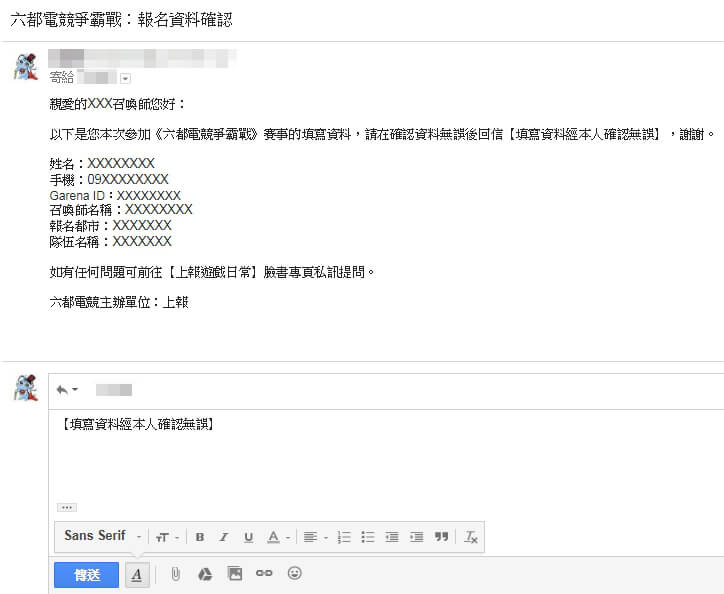 六都電競爭霸戰：報名資料確認
寄給
親愛的XXX召喚師您好：
以下是您本次參加《六都電競爭霸戰》賽事的填寫資料，請在確認資料無誤後回信【填寫資料經本人確認無誤】，謝謝。
姓名：XXXXXXXX
手機：09XXXXXXXX
Garena ID：XXXXXXXX
召喚師名稱：XXXXXXXX
報名都市：XXXXXXX
隊伍名稱：XXXXXXX
如有任何問題可前往【上報遊戲日常】臉書專頁私訊提問。
六都電競主辦單位：上報
【填寫資料經本人確認無誤】
Sans Serif
傳送